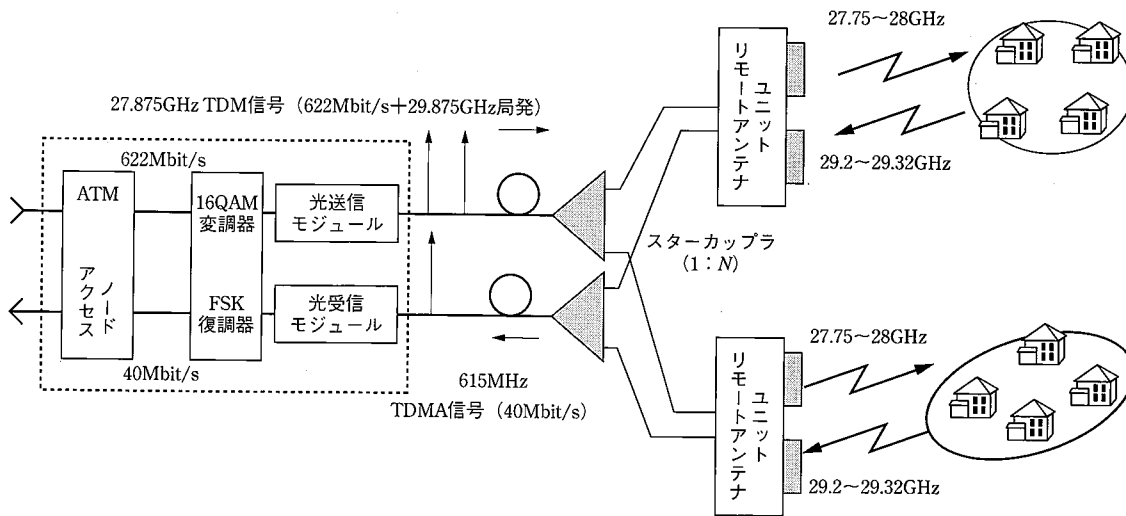 27.875GHz TDM信号（622Mbit/s＋29.875GHz局発）
622Mbit/s
ATM
アクセス
ノード
16QAM
変調器
光送信
モジュール
FSK
復調器
光受信
モジュール
40Mbit/s
615MHz
TDMA信号（40Mbit/s）
スターカップラ
（1：N）
リモートアンテナ
ユニット
27.75～28GHz
29.2～29.32GHz
リモートアンテナ
ユニット
27.75～28GHz
29.2～29.32GHz